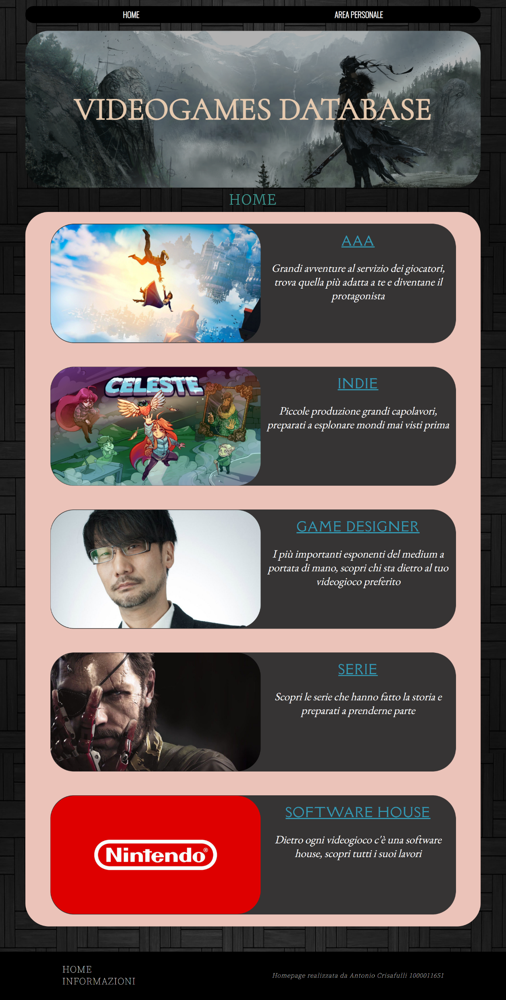 HOME
AREA PERSONALE
VIDEOGAMES DATABASE
HOME
AAA
Grandi avventure al servizio dei giocatori,
trova quella più adatta a te e diventane il
protagonista
CELESTE
INDIE
Piccole produzione grandi capolavori,
preparati a esplonare mondi mai visti prima
GAME DESIGNER
I più importanti esponenti del medium a
portata di mano, scopri chi sta dietro al tuo
videogioco preferito
SERIE
Scopri le serie che hanno fatto la storia e
preparati a prenderne parte
Nintendo®
SOFTWARE HOUSE
Dietro ogni videogioco c'è una software
house, scopri tutti i suoi lavori
HOME
INFORMAZIONI
Homepage realizzata da Antonio Crisafulli 1000011651